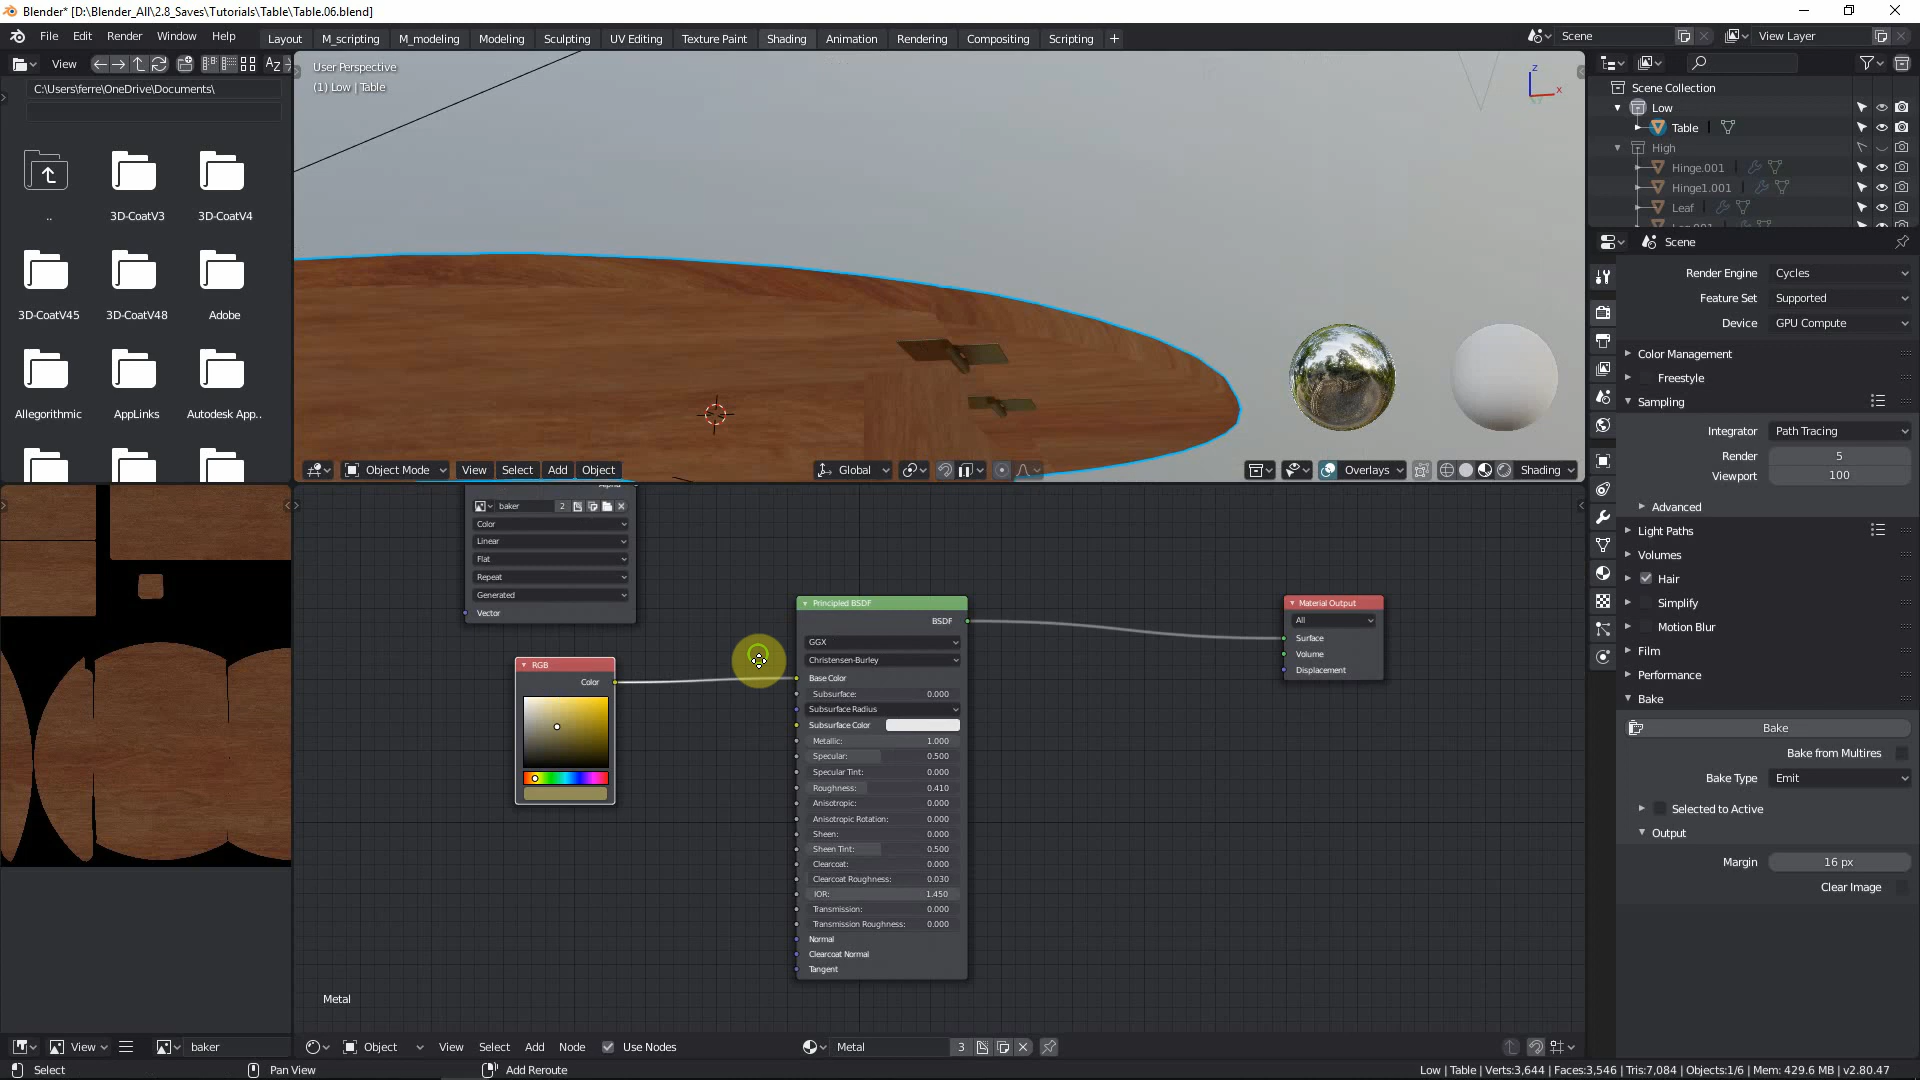 Blender* [D:\Blender_All\2.8_Saves\Tutorials\Table\Table.06.blend]
File Edit Render Window Help Layout M_scripting M_modeling Modeling Sculpting UV Editing Texture Paint Shading Animation Rendering Compositing Scripting + Scene View Layer
View
C:\Users\ferre\OneDrive\Documents\
..
3D-CoatV3
3D-CoatV4
3D-CoatV45
3D-CoatV48
Adobe
Allegorithmic
AppLinks
Autodesk App..
User Perspective
(1) Low | Table
Z
X
Object Mode View Select Add Object Global Overlays Shading
Scene Collection
Low
Table
High
Hinge.001
Hinge1.001
Leaf
Scene
Render Engine Cycles
Feature Set Supported
Device GPU Compute
Color Management
Freestyle
Sampling
Integrator Path Tracing
Render 5
Viewport 100
Advanced
Light Paths
Volumes
Hair
Simplify
Motion Blur
Film
Performance
Bake
Bake
Bake from Multires
Bake Type Emit
Selected to Active
Output
Margin 16 px
Clear Image
baker 2
Color
Linear
Flat
Repeat
Generated
Vector
RGB
Color
Principled BSDF
BSDF
GGX
Christensen-Burley
Base Color
Subsurface: 0.000
Subsurface Radius
Subsurface Color
Metallic: 1.000
Specular: 0.500
Specular Tint: 0.000
Roughness: 0.410
Anisotropic: 0.000
Anisotropic Rotation: 0.000
Sheen: 0.000
Sheen Tint: 0.500
Clearcoat: 0.000
Clearcoat Roughness: 0.030
IOR: 1.450
Transmission: 0.000
Transmission Roughness: 0.000
Normal
Clearcoat Normal
Tangent
Material Output
All
Surface
Volume
Displacement
Metal
View baker
Object View Select Add Node Use Nodes Metal 3
Select Pan View Add Reroute Low | Table | Verts:3,644 | Faces:3,546 | Tris:7,084 | Objects:1/6 | Mem: 429.6 MB | v2.80.47